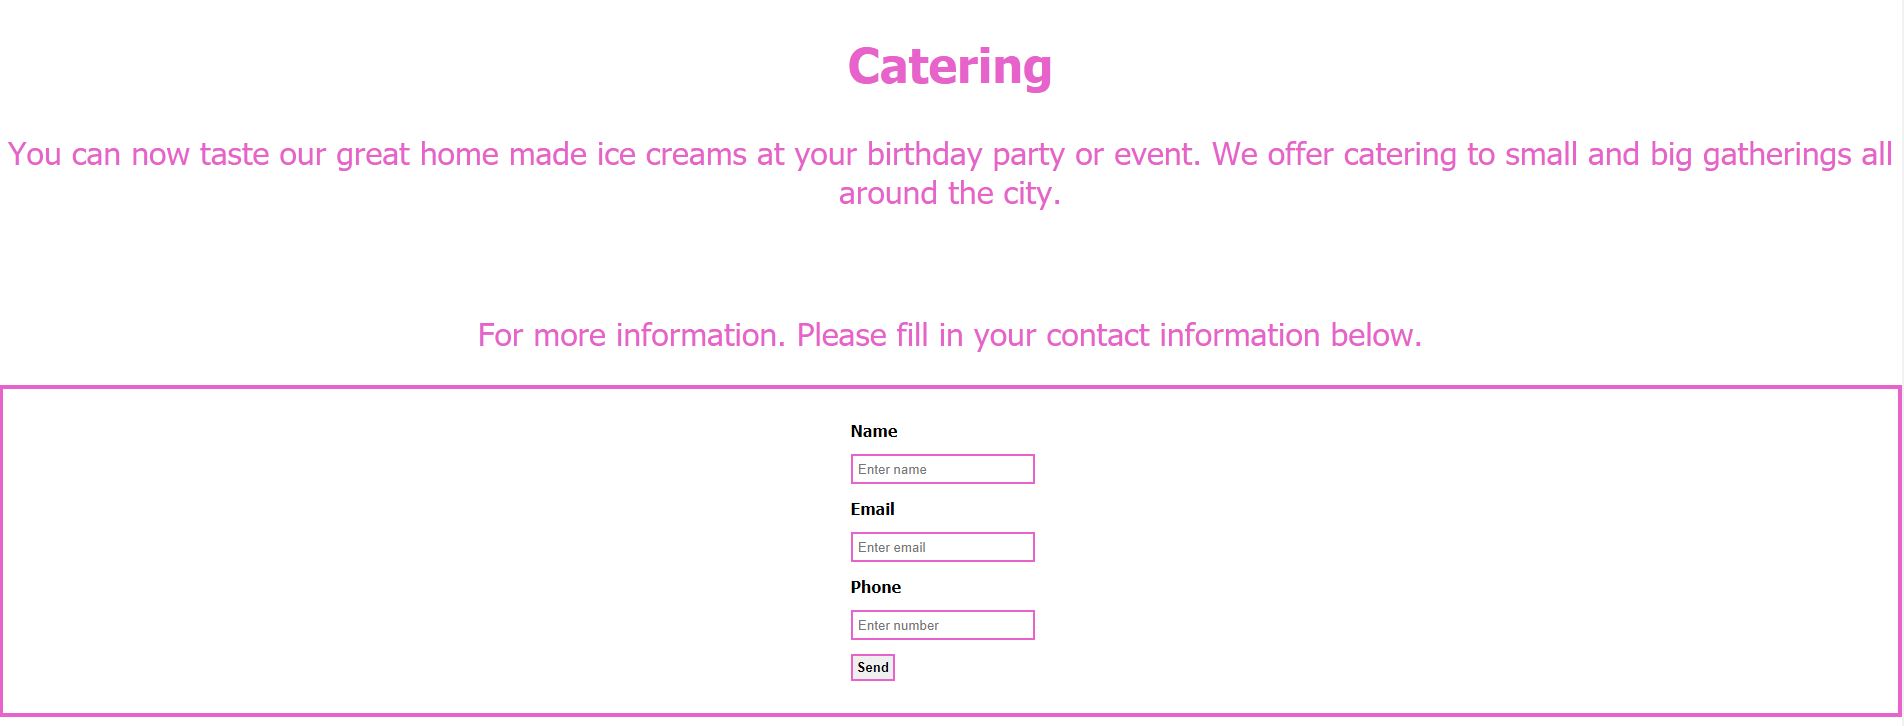 Catering
You can now taste our great home made ice creams at your birthday party or event. We offer catering to small and big gatherings all
around the city.
For more information. Please fill in your contact information below.
Name
Enter name
Email
Enter email
Phone
Enter number
Send